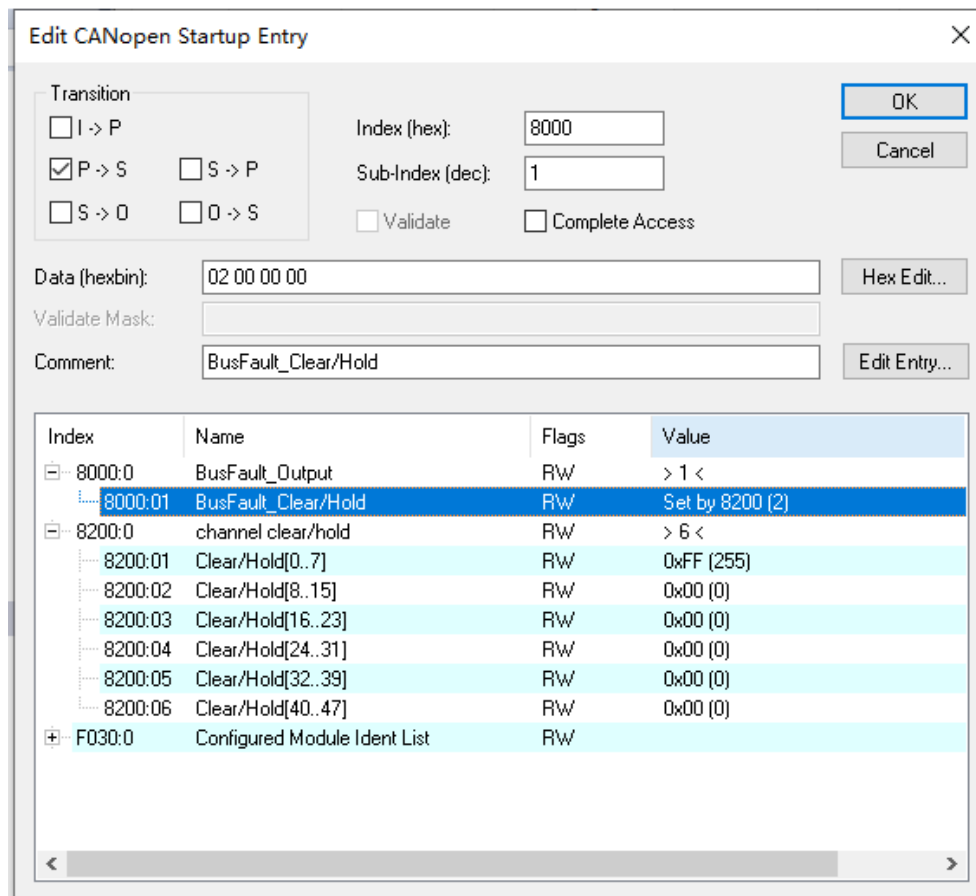 Edit CANopen Startup Entry
Transition
I -> P
P -> S
S -> P
S -> O
O -> S
Index (hex): 8000
Sub-Index (dec): 1
Validate
Complete Access
OK
Cancel
Data (hexbin): 02 00 00 00
Hex Edit...
Validate Mask:
Comment: BusFault_Clear/Hold
Edit Entry...
Index Name Flags Value
8000:0 BusFault_Output RW > 1 <
8000:01 BusFault_Clear/Hold RW Set by 8200 (2)
8200:0 channel clear/hold RW > 6 <
8200:01 Clear/Hold[0..7] RW 0xFF (255)
8200:02 Clear/Hold[8..15] RW 0x00 (0)
8200:03 Clear/Hold[16..23] RW 0x00 (0)
8200:04 Clear/Hold[24..31] RW 0x00 (0)
8200:05 Clear/Hold[32..39] RW 0x00 (0)
8200:06 Clear/Hold[40..47] RW 0x00 (0)
F030:0 Configured Module Ident List RW